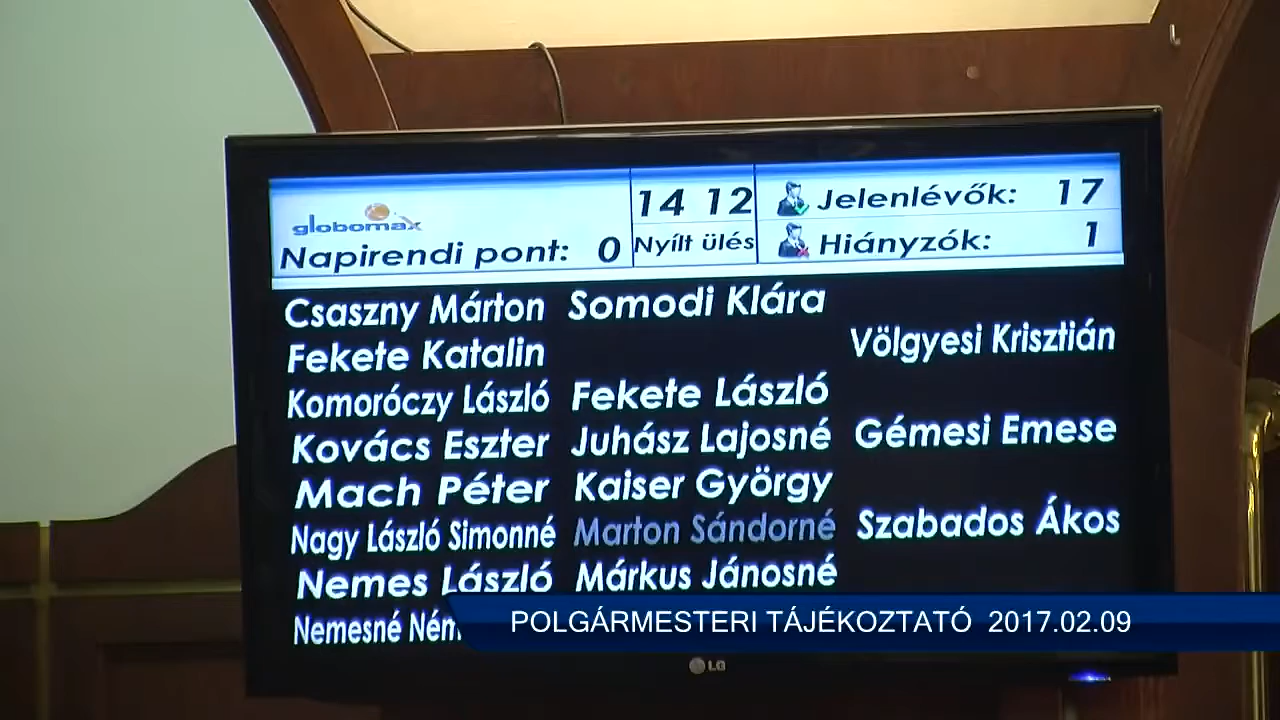 globomax
Napirendi pont: 0
14 12
Nyílt ülés
Jelenlévők: 17
Hiányzók: 1
Csaszny Márton
Fekete Katalin
Komoróczy László
Kovács Eszter
Mach Péter
Nagy László Simonné
Nemes László
Nemesné
Somodi Klára
Fekete László
Juhász Lajosné
Kaiser György
Marton Sándorné
Márkus Jánosné
Völgyesi Krisztián
Gémesi Emese
Szabados Ákos
POLGÁRMESTERI TÁJÉKOZTATÓ 2017.02.09
LG